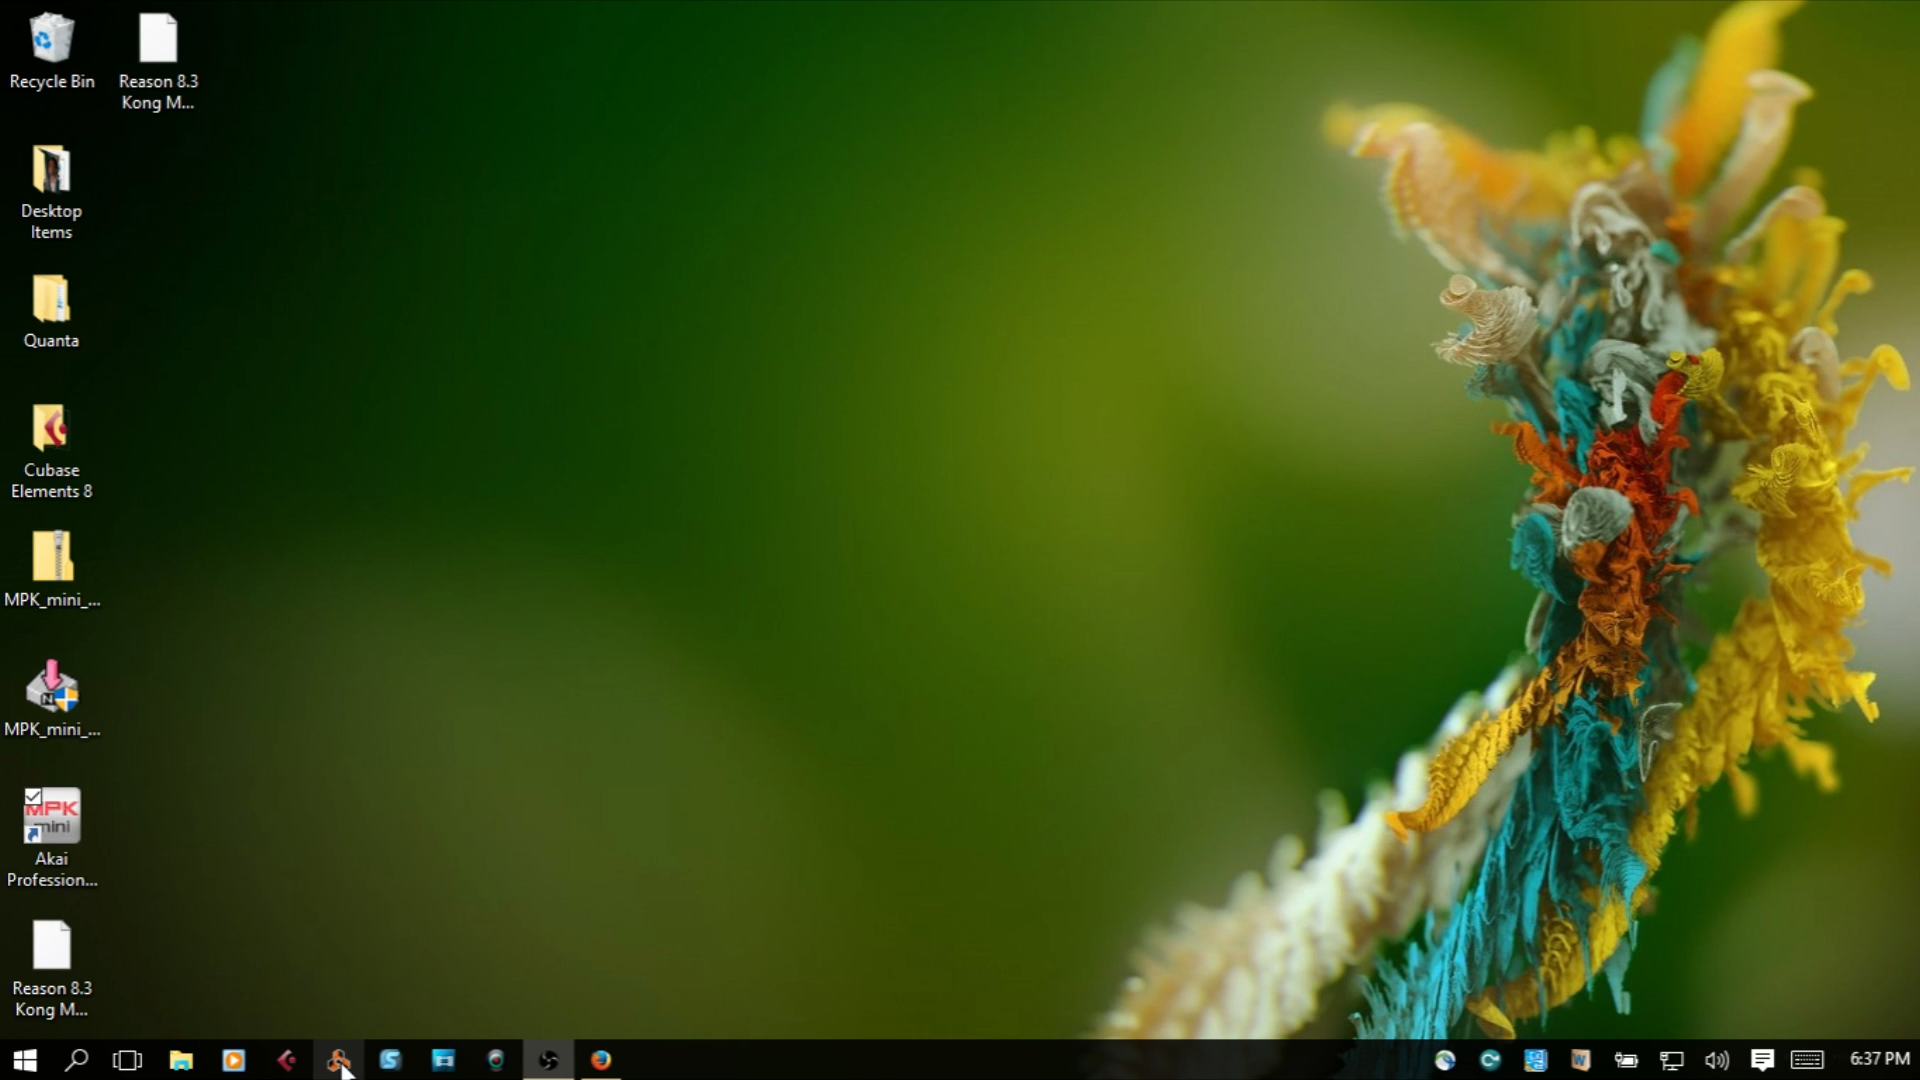 Recycle Bin
Reason 8.3
Kong M...
Desktop
Items
Quanta
Cubase
Elements 8
MPK_mini_...
MPK_mini_...
MPK
mini
Akai
Profession...
Reason 8.3
Kong M...
6:37 PM